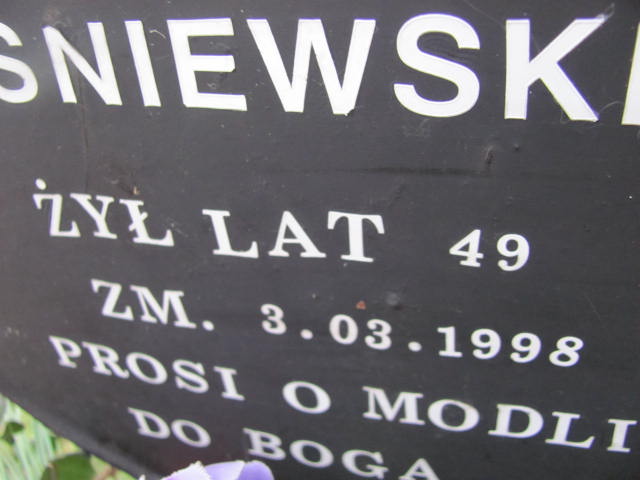 SNIEWSKI
ŻYŁ LAT 49
ZM. 3.03.1998
PROSI O MODLI
DO BOGA